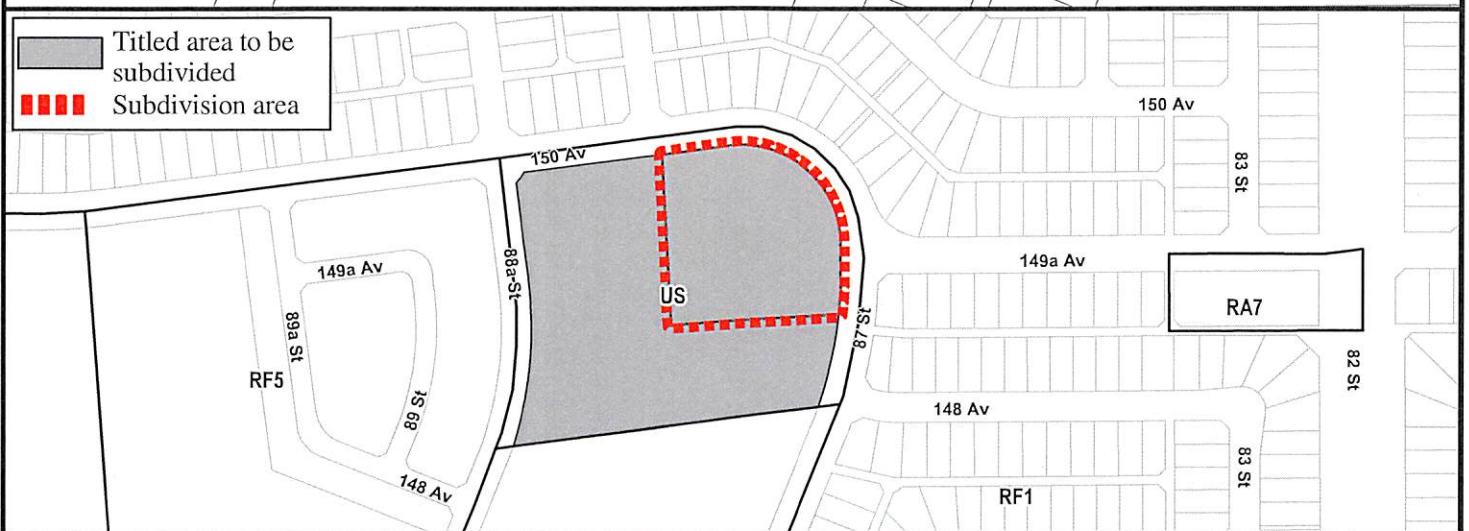 Titled area to be
subdivided
Subdivision area
150 Av
150 Av
83 St
88a St
149a Av
149a Av
US
RA7
89a St
87 St
RF5
82 St
89 St
148 Av
83 St
148 Av
RF1